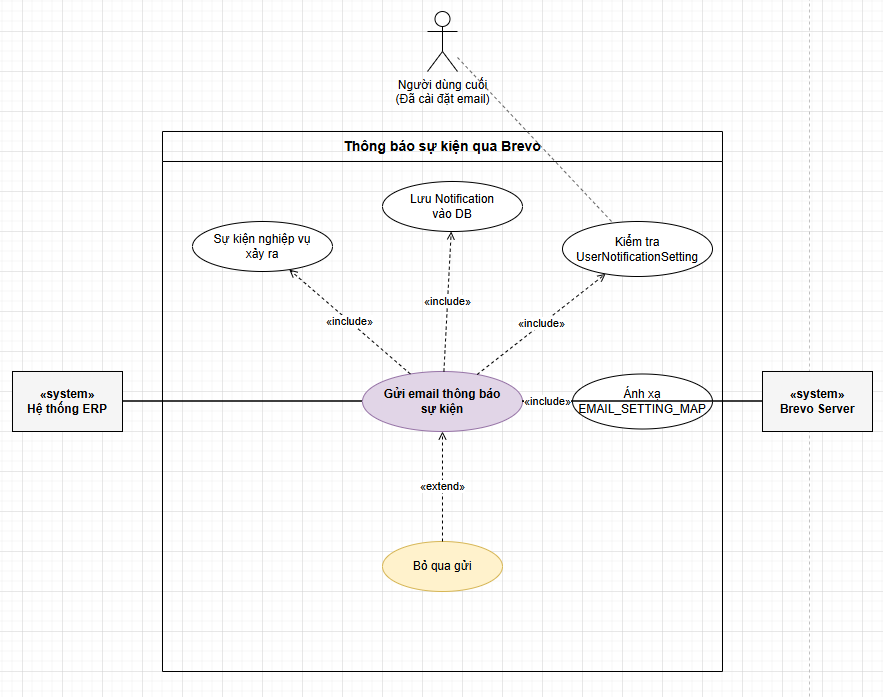 Người dùng cuối
(Đã cài đặt email)
Thông báo sự kiện qua Brevo
Lưu Notification
vào DB
Sự kiện nghiệp vụ
xảy ra
Kiểm tra
UserNotificationSetting
«include»
«include»
«include»
«system»
Hệ thống ERP
Gửi email thông báo
sự kiện
«include»
Ánh xạ
EMAIL_SETTING_MAP
«system»
Brevo Server
«extend»
Bỏ qua gửi